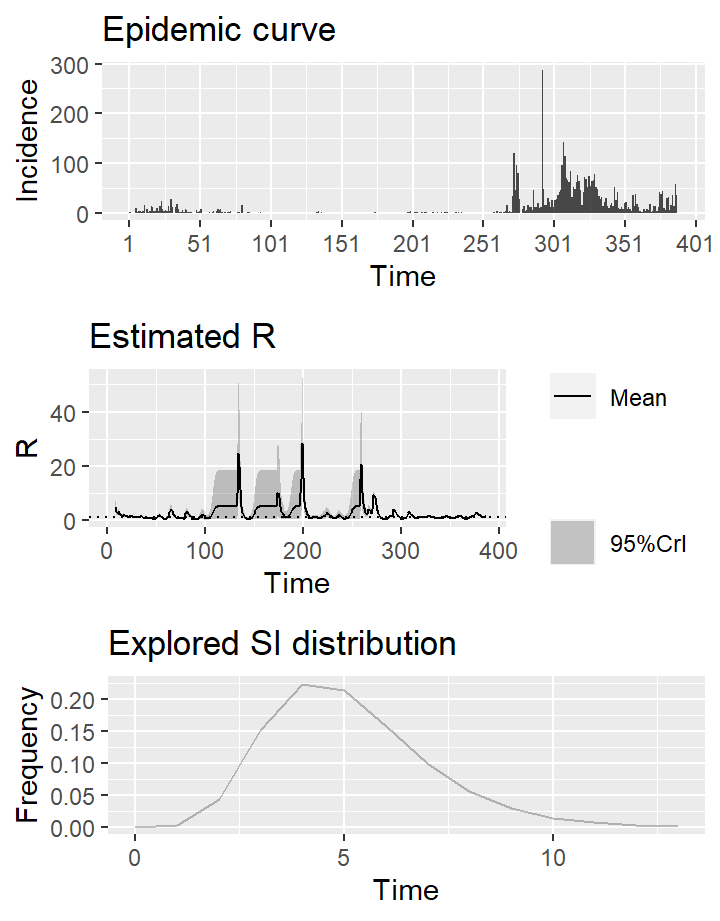 Epidemic curve
300
200
100
0
Incidence
1 51 101 151 201 251 301 351 401
Time
Estimated R
40
20
0
R
0 100 200 300 400
Time
Mean
95%CrI
Explored SI distribution
0.20
0.15
0.10
0.05
0.00
Frequency
0 5 10
Time